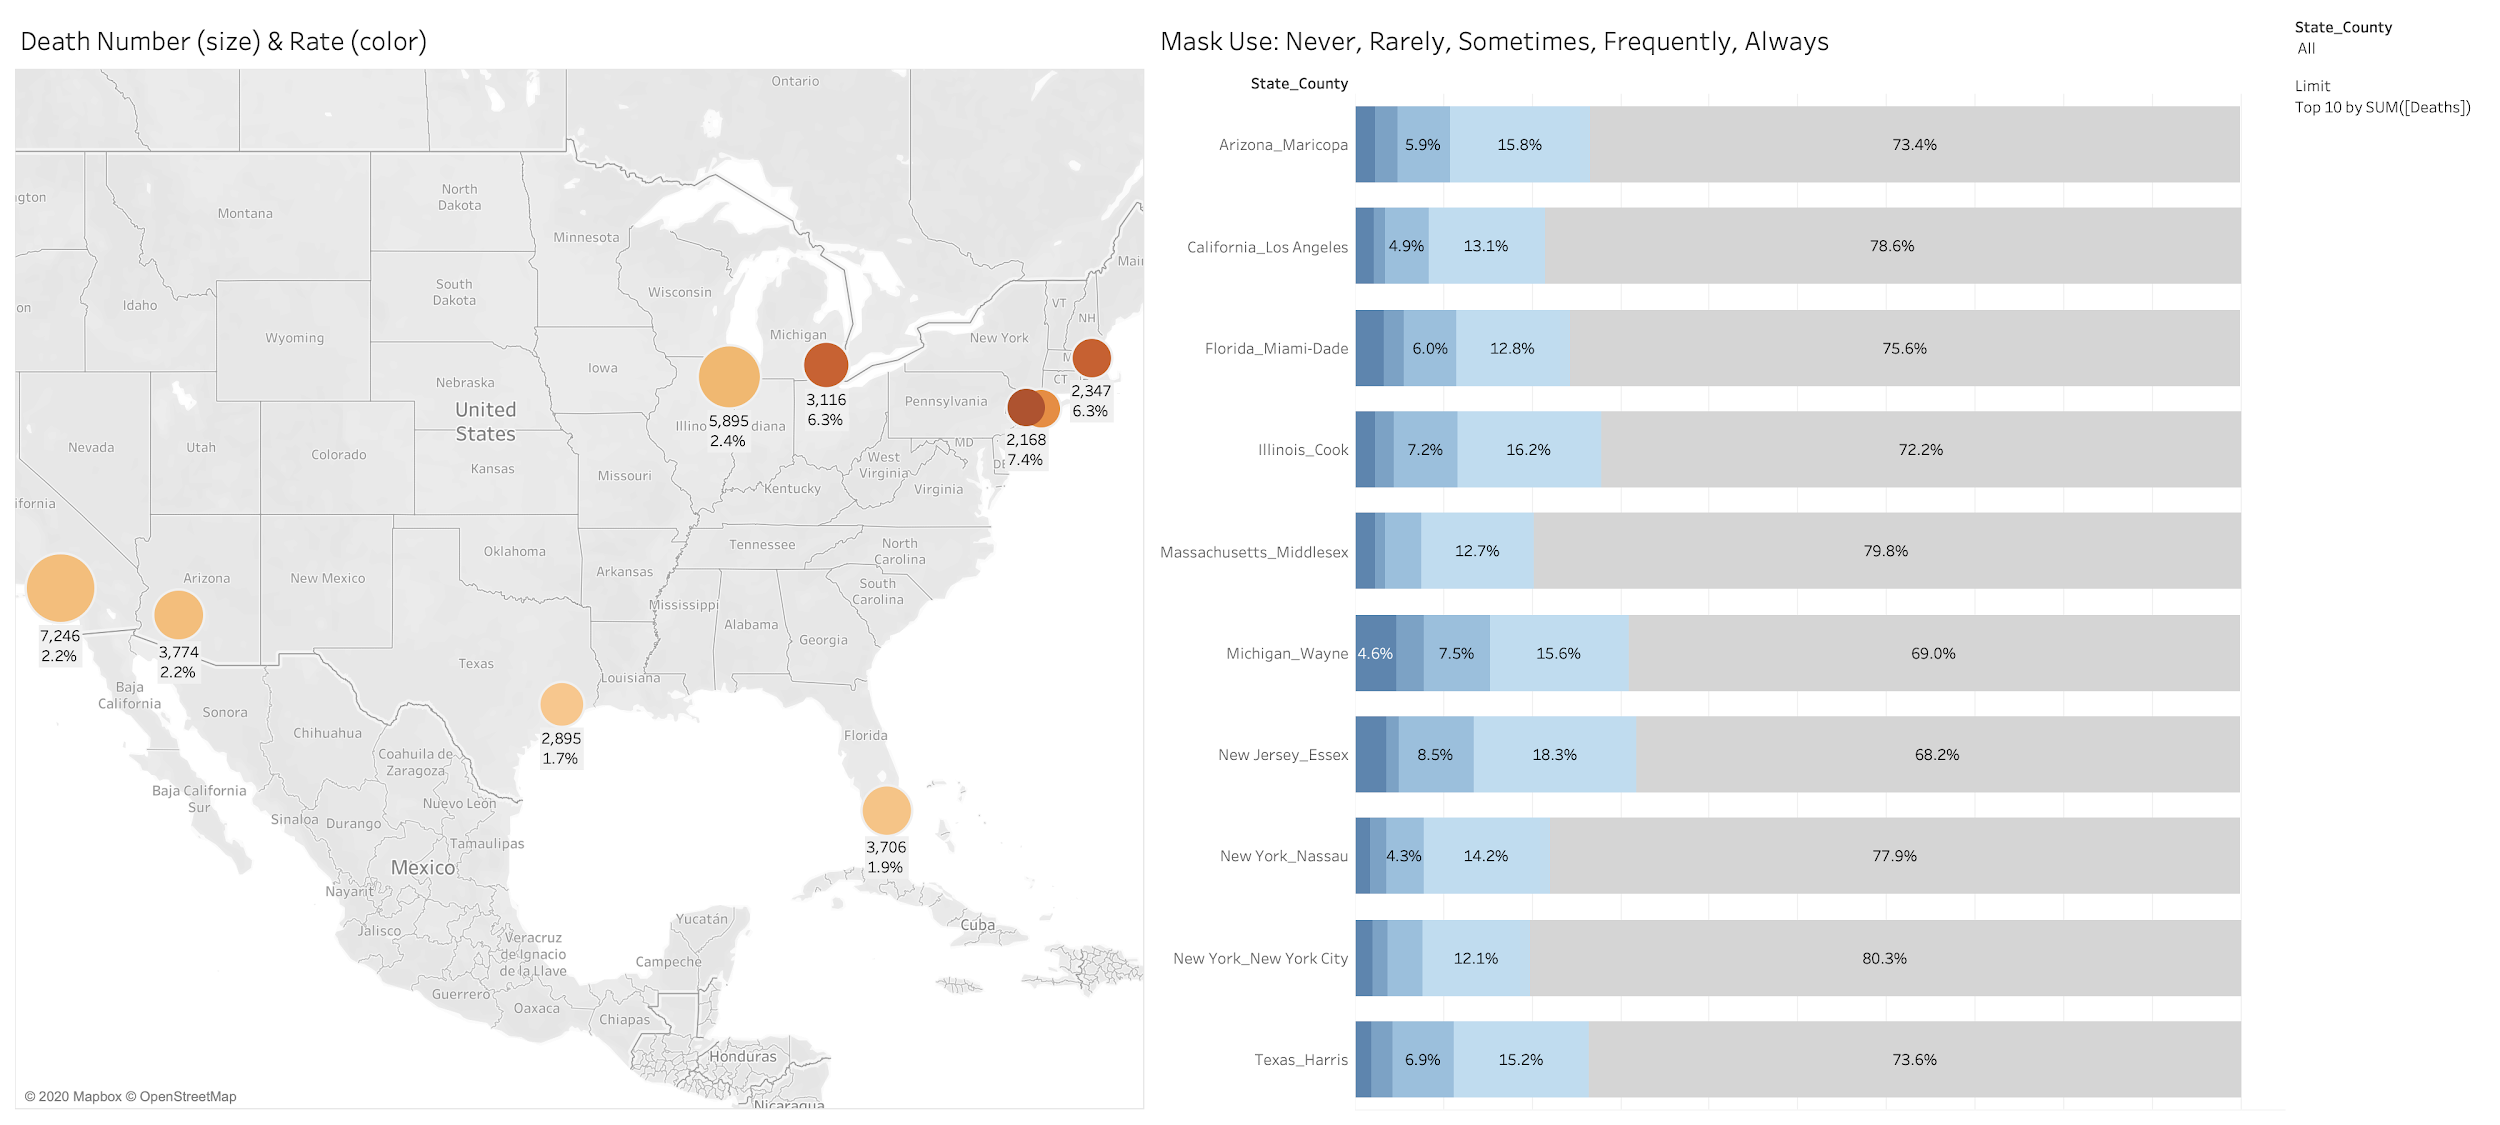 Death Number (size) & Rate (color)
Ontario
North
Dakota
Montana
Minnesota
South
Dakota
Wisconsin
Idaho
Wyoming
Michigan
New York
VT
NH
Iowa
Nebraska
Pennsylvania
CT
United
States
3,116
6.3%
2,347
6.3%
5,895
2.4%
2,168
7.4%
Nevada
Utah
Colorado
Kansas
Missouri
MD
West
Virginia
Virginia
Kentucky
Oklahoma
Tennessee
North
Carolina
Arizona
New Mexico
Arkansas
South
Carolina
Mississippi
Alabama
Georgia
7,246
2.2%
3,774
2.2%
Texas
Louisiana
2,895
1.7%
Florida
3,706
1.9%
Baja
California
Sonora
Chihuahua
Coahuila de
Zaragoza
Baja California
Sur
Nuevo León
Sinaloa
Durango
Tamaulipas
Mexico
Nayarit
Jalisco
Yucatán
Cuba
Veracruz
de Ignacio
de la Llave
Campeche
Guerrero
Oaxaca
Chiapas
Honduras
Nicaragua
© 2020 Mapbox © OpenStreetMap
Mask Use: Never, Rarely, Sometimes, Frequently, Always
State_County
Arizona_Maricopa 5.9% 15.8% 73.4%
California_Los Angeles 4.9% 13.1% 78.6%
Florida_Miami-Dade 6.0% 12.8% 75.6%
Illinois_Cook 7.2% 16.2% 72.2%
Massachusetts_Middlesex 12.7% 79.8%
Michigan_Wayne 4.6% 7.5% 15.6% 69.0%
New Jersey_Essex 8.5% 18.3% 68.2%
New York_Nassau 4.3% 14.2% 77.9%
New York_New York City 12.1% 80.3%
Texas_Harris 6.9% 15.2% 73.6%
State_County
All
Limit
Top 10 by SUM([Deaths])